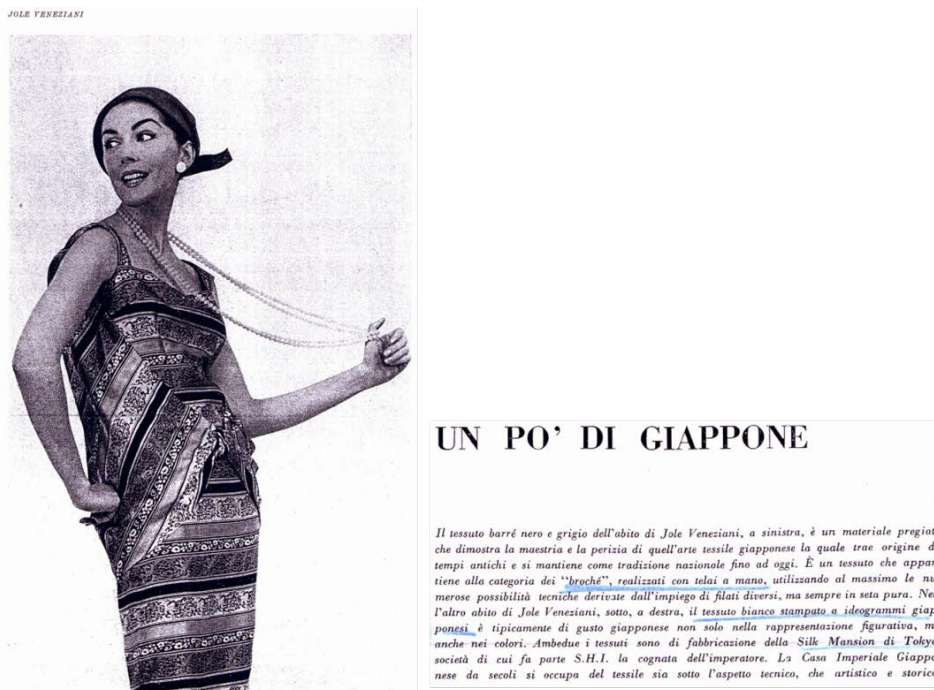 JOLE VENEZIANI
UN PO' DI GIAPPONE
Il tessuto barré nero e grigio dell'abito di Jole Veneziani, a sinistra, è un materiale pregiat
che dimostra la maestria e la perizia di quell'arte tessile giapponese la quale trae origine d
tempi antichi e si mantiene come tradizione nazionale fino ad oggi. È un tessuto che appar
tiene alla categoria dei "broché", realizzati con telai a mano, utilizzando al massimo le nu
merose possibilità tecniche derivate dall'impiego di filati diversi, ma sempre in seta pura. Nel
l'altro abito di Jole Veneziani, sotto, a destra, il tessuto bianco stampato a ideogrammi giap
ponesi è tipicamente di gusto giapponese non solo nella rappresentazione figurativa, m
anche nei colori. Ambedue i tessuti sono di fabbricazione della Silk Mansion di Tokyo
società di cui fa parte S.H.I. la cognata dell'imperatore. La Casa Imperiale Giappo
nese da secoli si occupa del tessile sia sotto l'aspetto tecnico, che artistico e storico